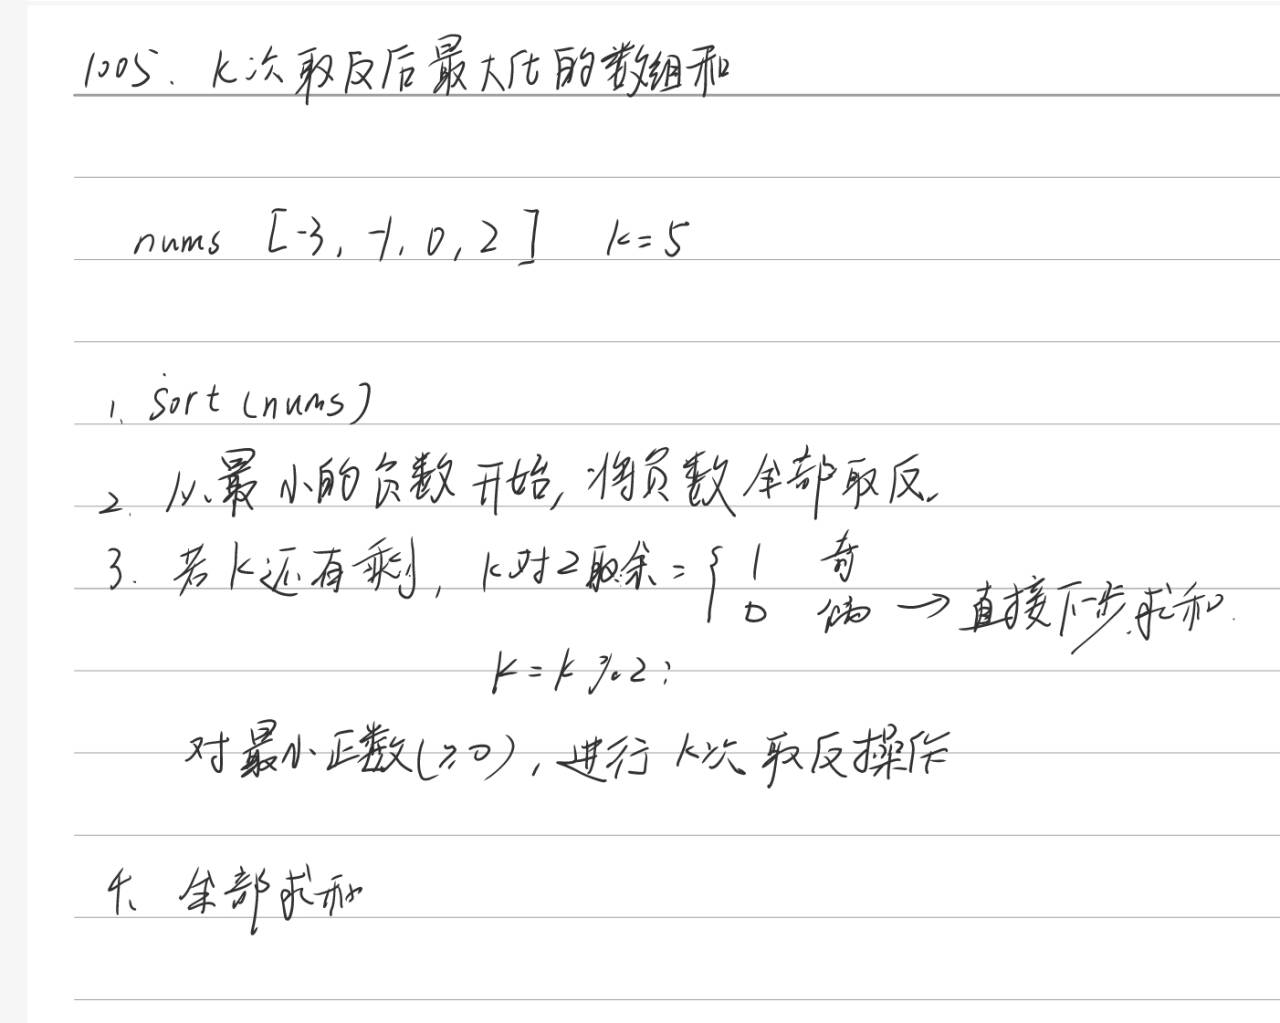 1005. K次取反后最大化的数组和
nums [-3, -1, 0, 2] k=5
1. Sort (nums)
2. 从最小的负数开始, 将负数全部取反.
3. 若k还有剩, k对2取余 = { 1 奇
0 偶 → 直接下一步.求和.
k = k % 2;
对最小正数(≥0), 进行k次取反操作
4、全部求和